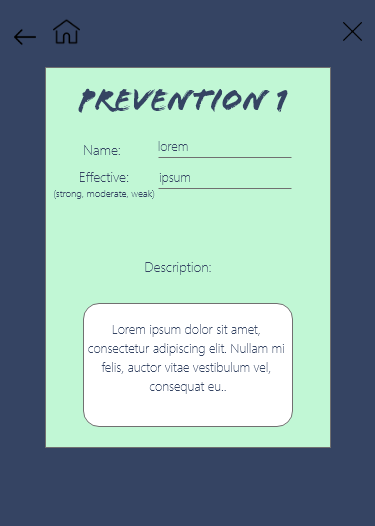 PREVENTION 1
Name: lorem
Effective: ipsum
(strong, moderate, weak)
Description:
Lorem ipsum dolor sit amet,
consectetur adipiscing elit. Nullam mi
felis, auctor vitae vestibulum vel,
consequat eu..